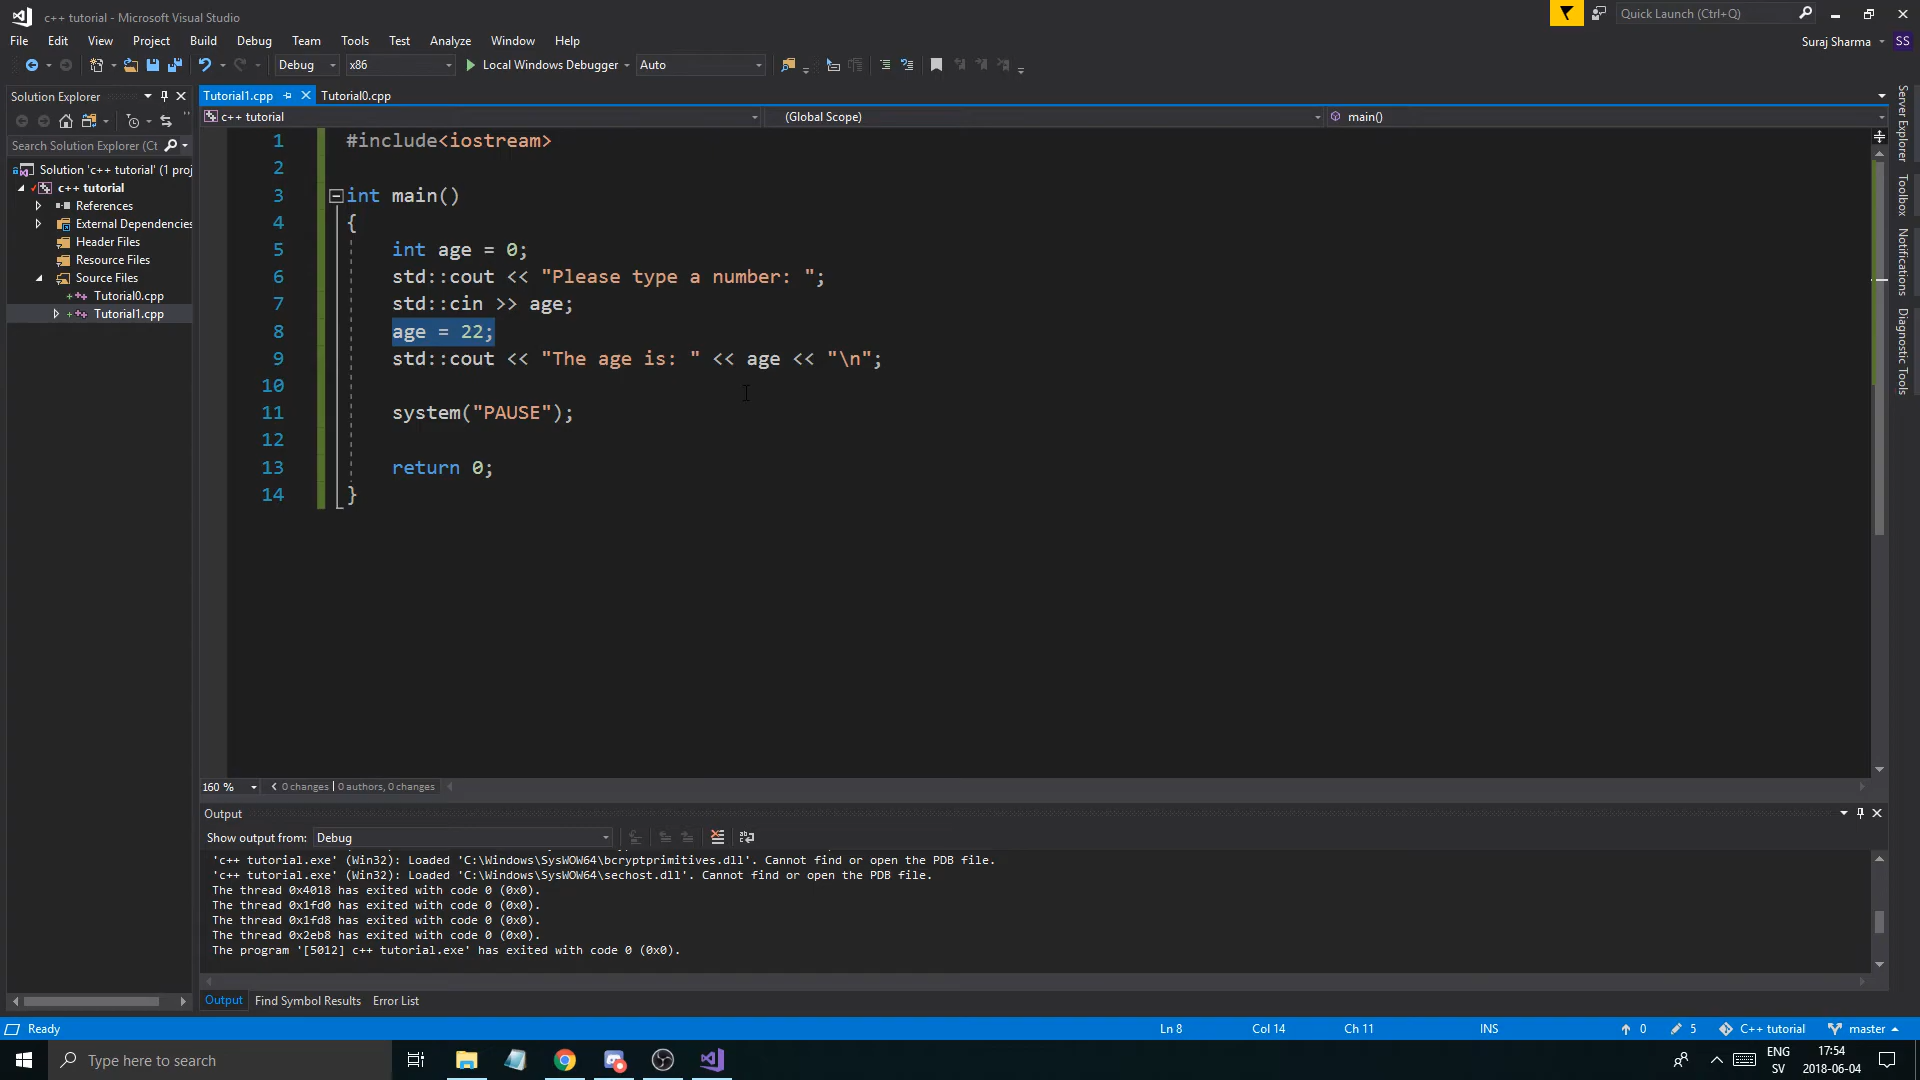 c++ tutorial - Microsoft Visual Studio
Quick Launch (Ctrl+Q)
File Edit View Project Build Debug Team Tools Test Analyze Window Help
Suraj Sharma SS
Debug x86 Local Windows Debugger Auto
Solution Explorer
Search Solution Explorer (Ct
Solution 'c++ tutorial' (1 proj
c++ tutorial
References
External Dependencies
Header Files
Resource Files
Source Files
Tutorial0.cpp
Tutorial1.cpp
Tutorial1.cpp Tutorial0.cpp
c++ tutorial (Global Scope) main()
1 #include<iostream>
2
3 int main()
4 {
5 int age = 0;
6 std::cout << "Please type a number: ";
7 std::cin >> age;
8 age = 22;
9 std::cout << "The age is: " << age << "\n";
10
11 system("PAUSE");
12
13 return 0;
14 }
160 % 0 changes | 0 authors, 0 changes
Output
Show output from: Debug
'c++ tutorial.exe' (Win32): Loaded 'C:\Windows\SysWOW64\bcryptprimitives.dll'. Cannot find or open the PDB file.
'c++ tutorial.exe' (Win32): Loaded 'C:\Windows\SysWOW64\sechost.dll'. Cannot find or open the PDB file.
The thread 0x4018 has exited with code 0 (0x0).
The thread 0x1fd0 has exited with code 0 (0x0).
The thread 0x1fd8 has exited with code 0 (0x0).
The thread 0x2eb8 has exited with code 0 (0x0).
The program '[5012] c++ tutorial.exe' has exited with code 0 (0x0).
Output Find Symbol Results Error List
Server Explorer
Toolbox
Notifications
Diagnostic Tools
Ready Ln 8 Col 14 Ch 11 INS 0 5 C++ tutorial master
Type here to search
ENG
SV
17:54
2018-06-04